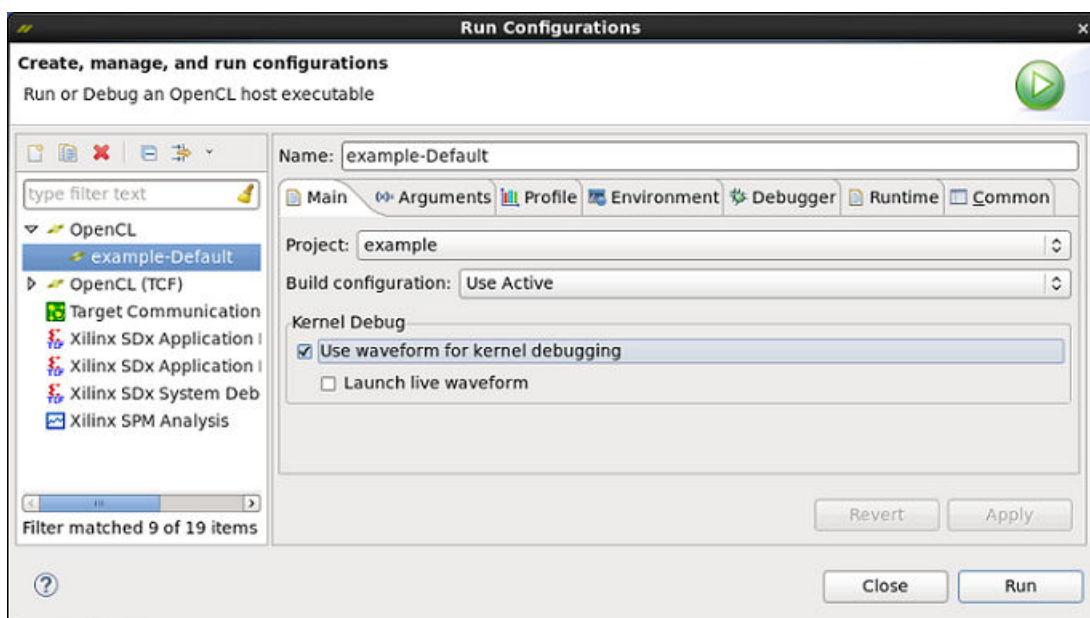 Run Configurations
Create, manage, and run configurations
Run or Debug an OpenCL host executable
type filter text
OpenCL
example-Default
OpenCL (TCF)
Target Communication
Xilinx SDx Application
Xilinx SDx Application
Xilinx SDx System Deb
Xilinx SPM Analysis
Filter matched 9 of 19 items
Name: example-Default
Main Arguments Profile Environment Debugger Runtime Common
Project: example
Build configuration: Use Active
Kernel Debug
Use waveform for kernel debugging
Launch live waveform
Revert Apply
Close Run